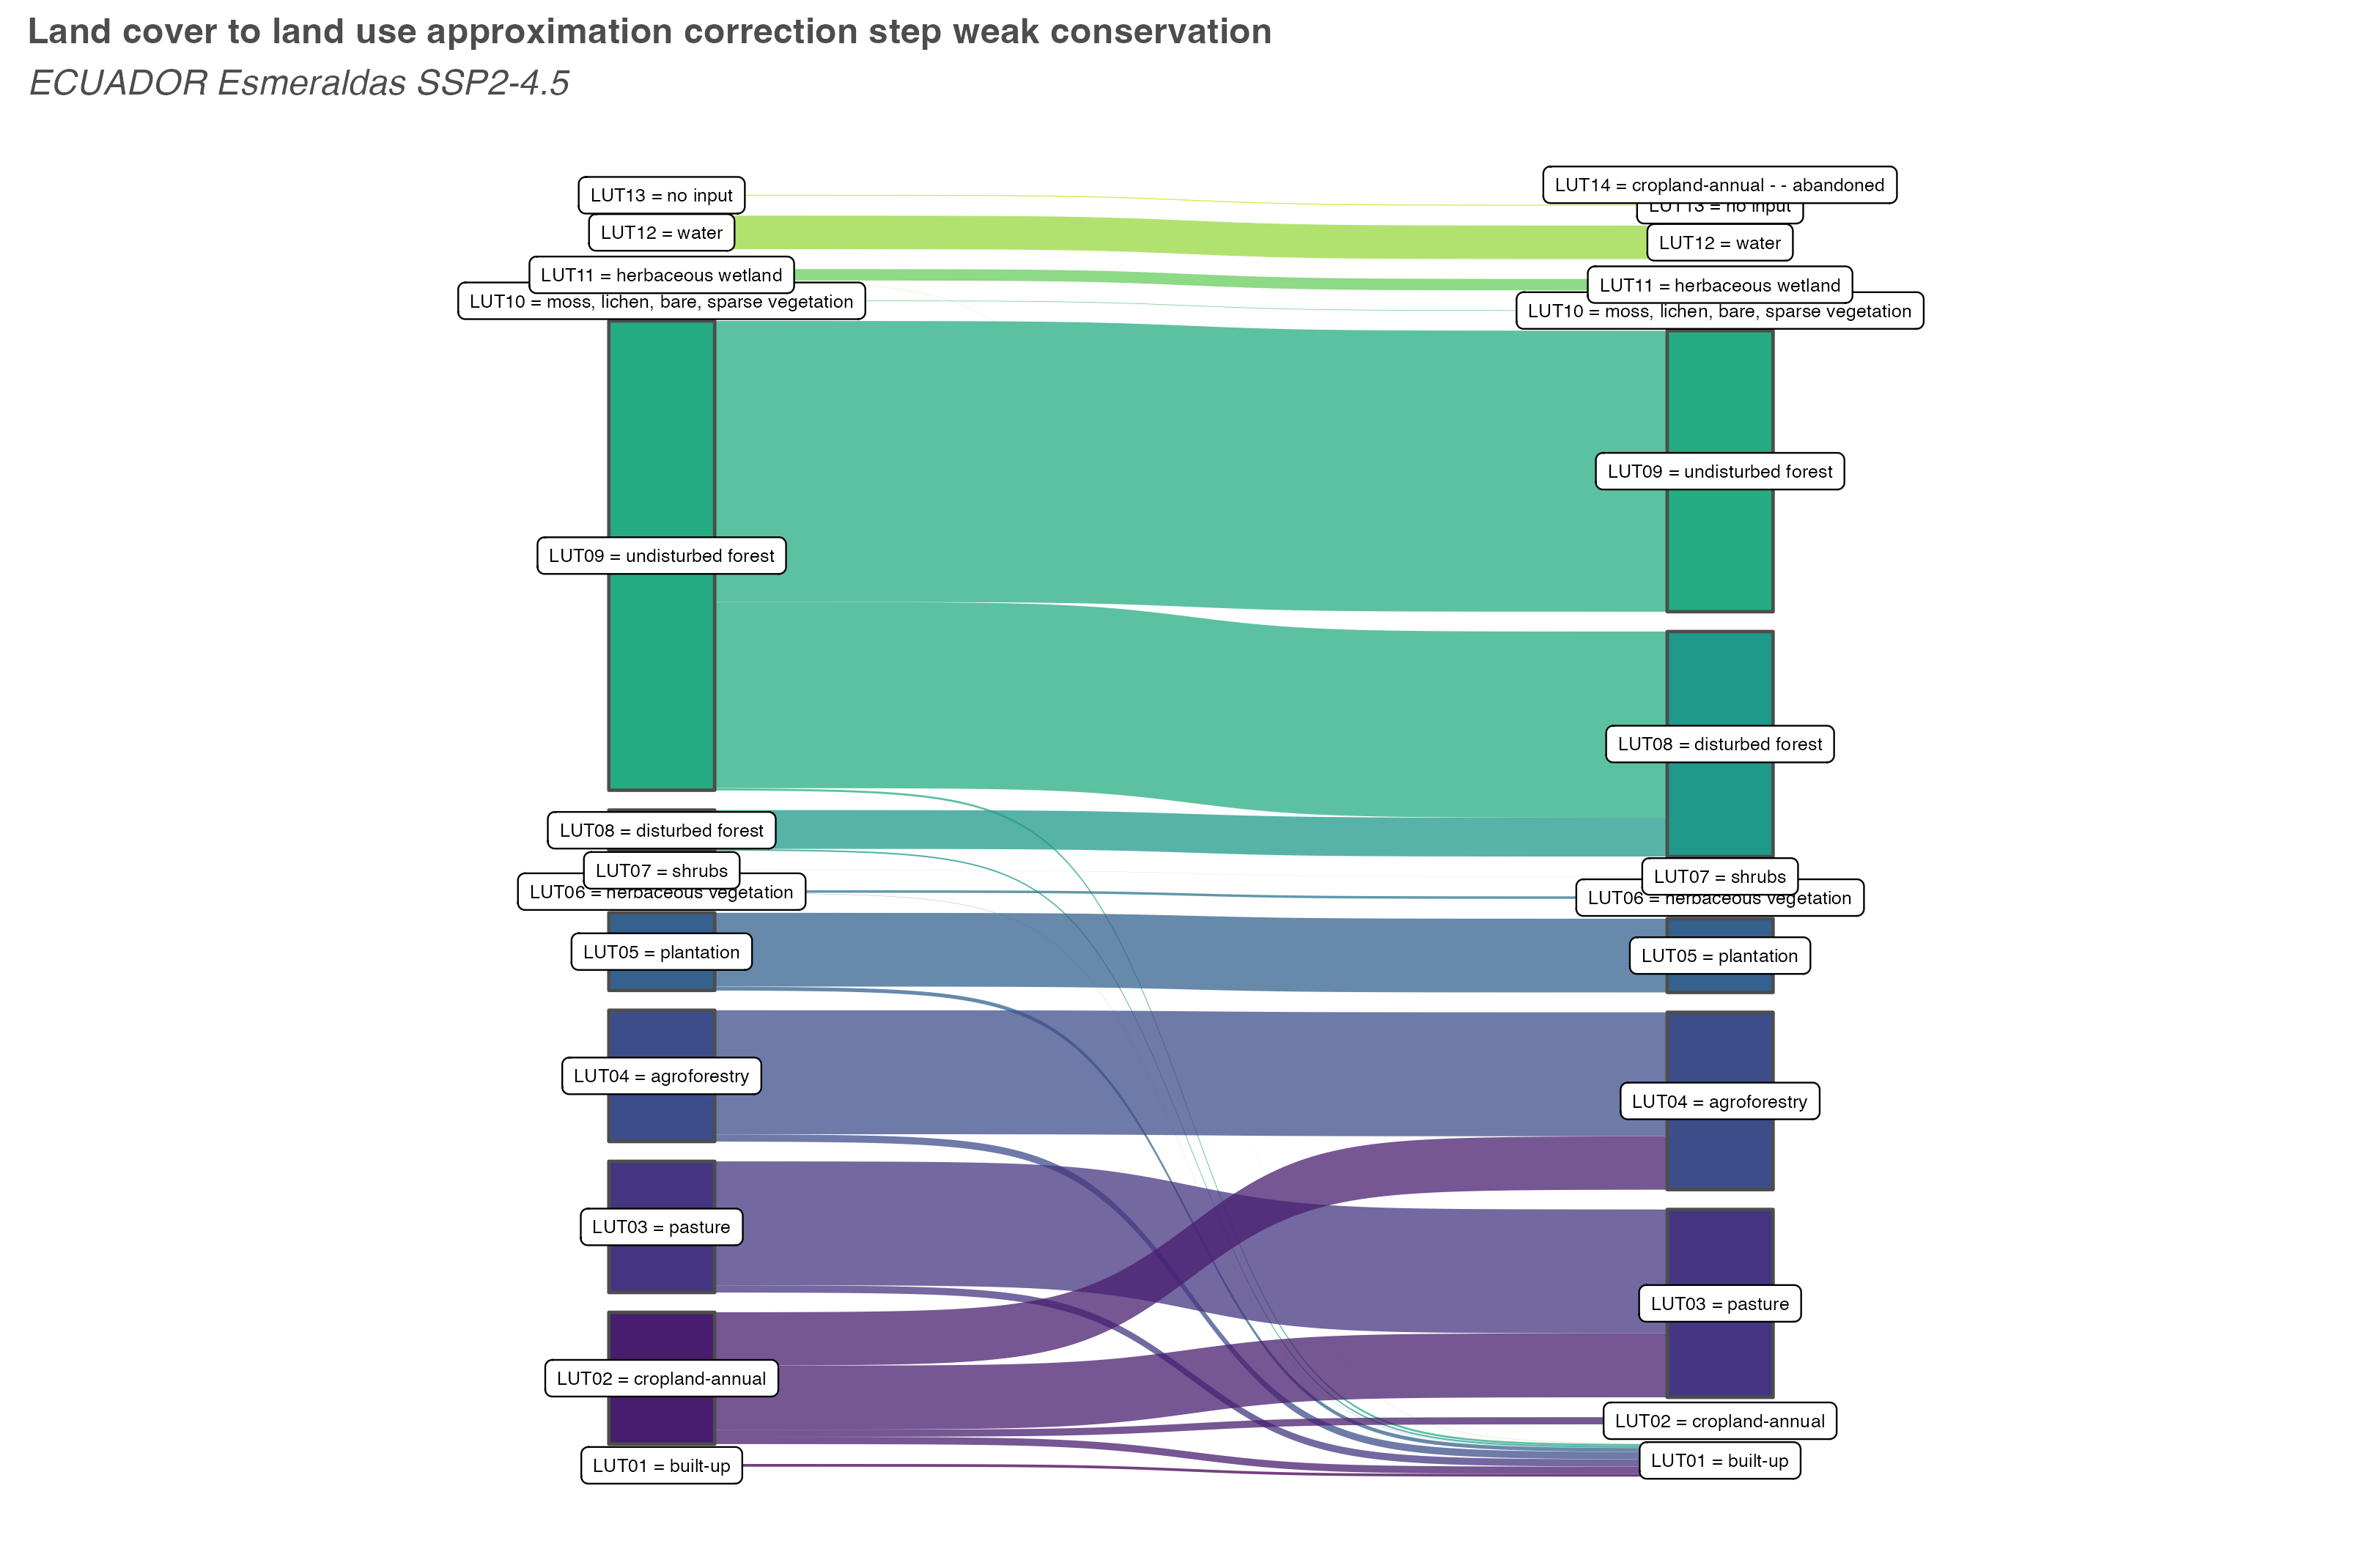 Land cover to land use approximation correction step weak conservation
ECUADOR Esmeraldas SSP2-4.5
LUT13 = no input
LUT12 = water
LUT11 = herbaceous wetland
LUT10 = moss, lichen, bare, sparse vegetation
LUT09 = undisturbed forest
LUT08 = disturbed forest
LUT07 = shrubs
LUT06 = herbaceous vegetation
LUT05 = plantation
LUT04 = agroforestry
LUT03 = pasture
LUT02 = cropland-annual
LUT01 = built-up
LUT14 = cropland-annual - - abandoned
LUT13 = no input
LUT12 = water
LUT11 = herbaceous wetland
LUT10 = moss, lichen, bare, sparse vegetation
LUT09 = undisturbed forest
LUT08 = disturbed forest
LUT07 = shrubs
LUT06 = herbaceous vegetation
LUT05 = plantation
LUT04 = agroforestry
LUT03 = pasture
LUT02 = cropland-annual
LUT01 = built-up